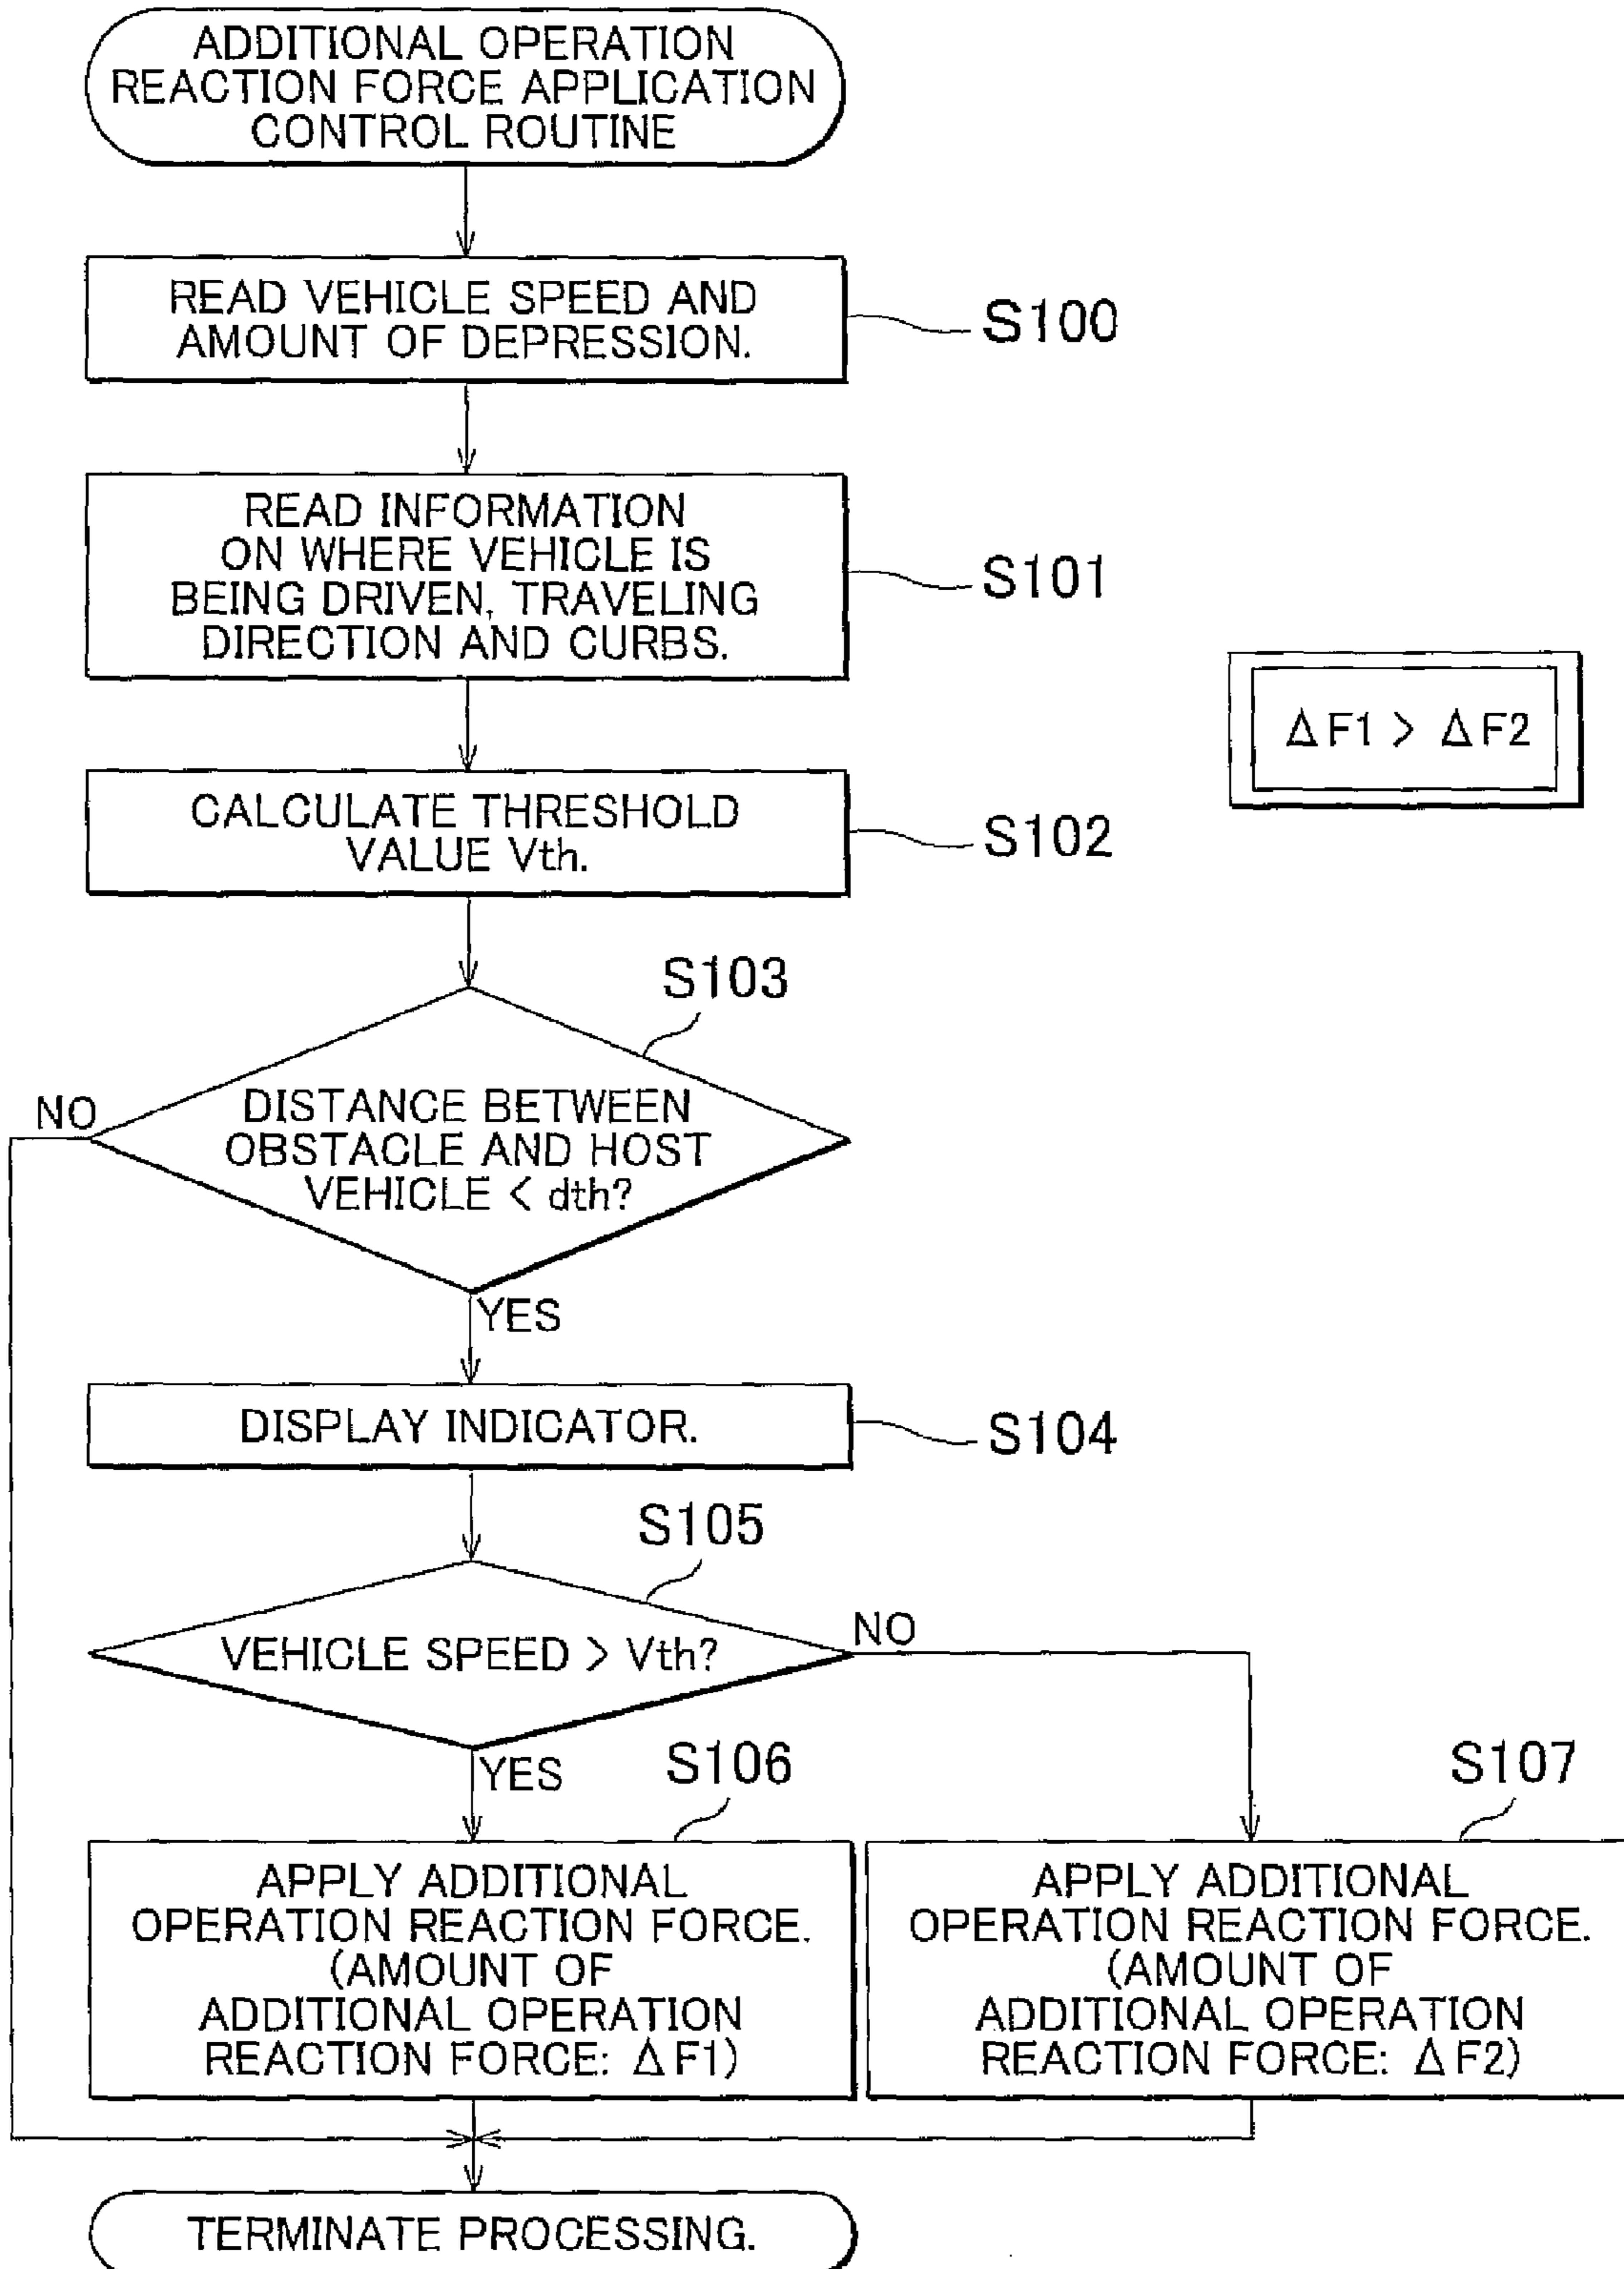 ADDITIONAL OPERATION
REACTION FORCE APPLICATION
CONTROL ROUTINE
READ VEHICLE SPEED AND
AMOUNT OF DEPRESSION.
S100
READ INFORMATION
ON WHERE VEHICLE IS
BEING DRIVEN, TRAVELING
DIRECTION AND CURBS.
S101
ΔF1 > ΔF2
CALCULATE THRESHOLD
VALUE Vth.
S102
S103
NO
DISTANCE BETWEEN
OBSTACLE AND HOST
VEHICLE < dth?
YES
DISPLAY INDICATOR.
S104
S105
VEHICLE SPEED > Vth?
NO
YES
S106
S107
APPLY ADDITIONAL
OPERATION REACTION FORCE.
(AMOUNT OF
ADDITIONAL OPERATION
REACTION FORCE: ΔF1)
APPLY ADDITIONAL
OPERATION REACTION FORCE.
(AMOUNT OF
ADDITIONAL OPERATION
REACTION FORCE: ΔF2)
TERMINATE PROCESSING.